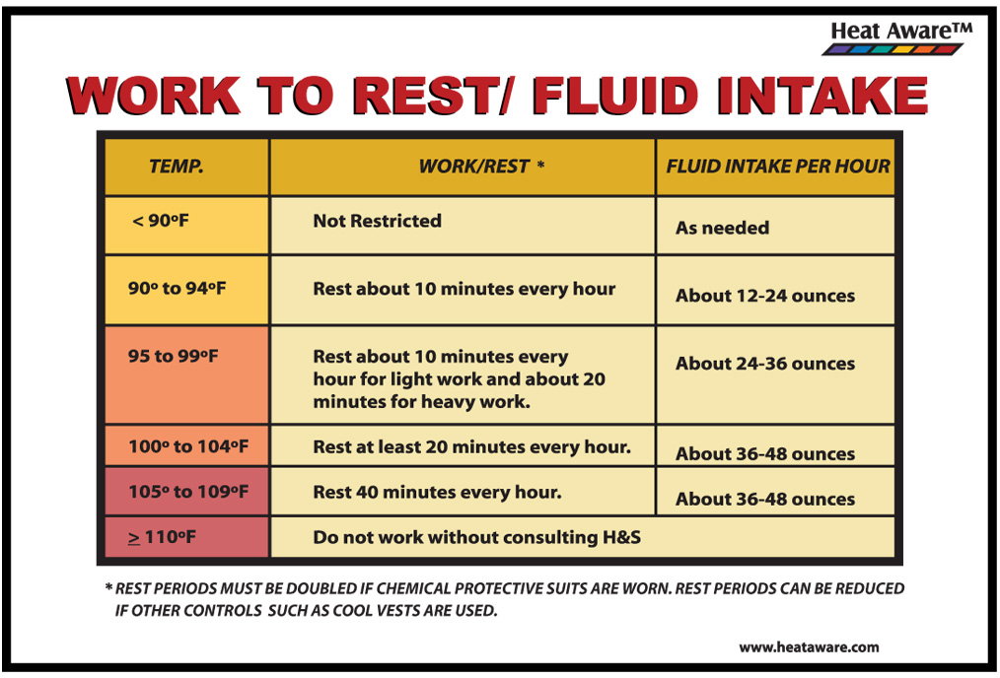 Heat Aware™
WORK TO REST/ FLUID INTAKE
TEMP.
WORK/REST *
FLUID INTAKE PER HOUR
< 90ºF
Not Restricted
As needed
90º to 94ºF
Rest about 10 minutes every hour
About 12-24 ounces
95 to 99ºF
Rest about 10 minutes every
hour for light work and about 20
minutes for heavy work.
About 24-36 ounces
100º to 104ºF
Rest at least 20 minutes every hour.
About 36-48 ounces
105º to 109ºF
Rest 40 minutes every hour.
About 36-48 ounces
≥ 110ºF
Do not work without consulting H&S
* REST PERIODS MUST BE DOUBLED IF CHEMICAL PROTECTIVE SUITS ARE WORN. REST PERIODS CAN BE REDUCED
IF OTHER CONTROLS SUCH AS COOL VESTS ARE USED.
www.heataware.com